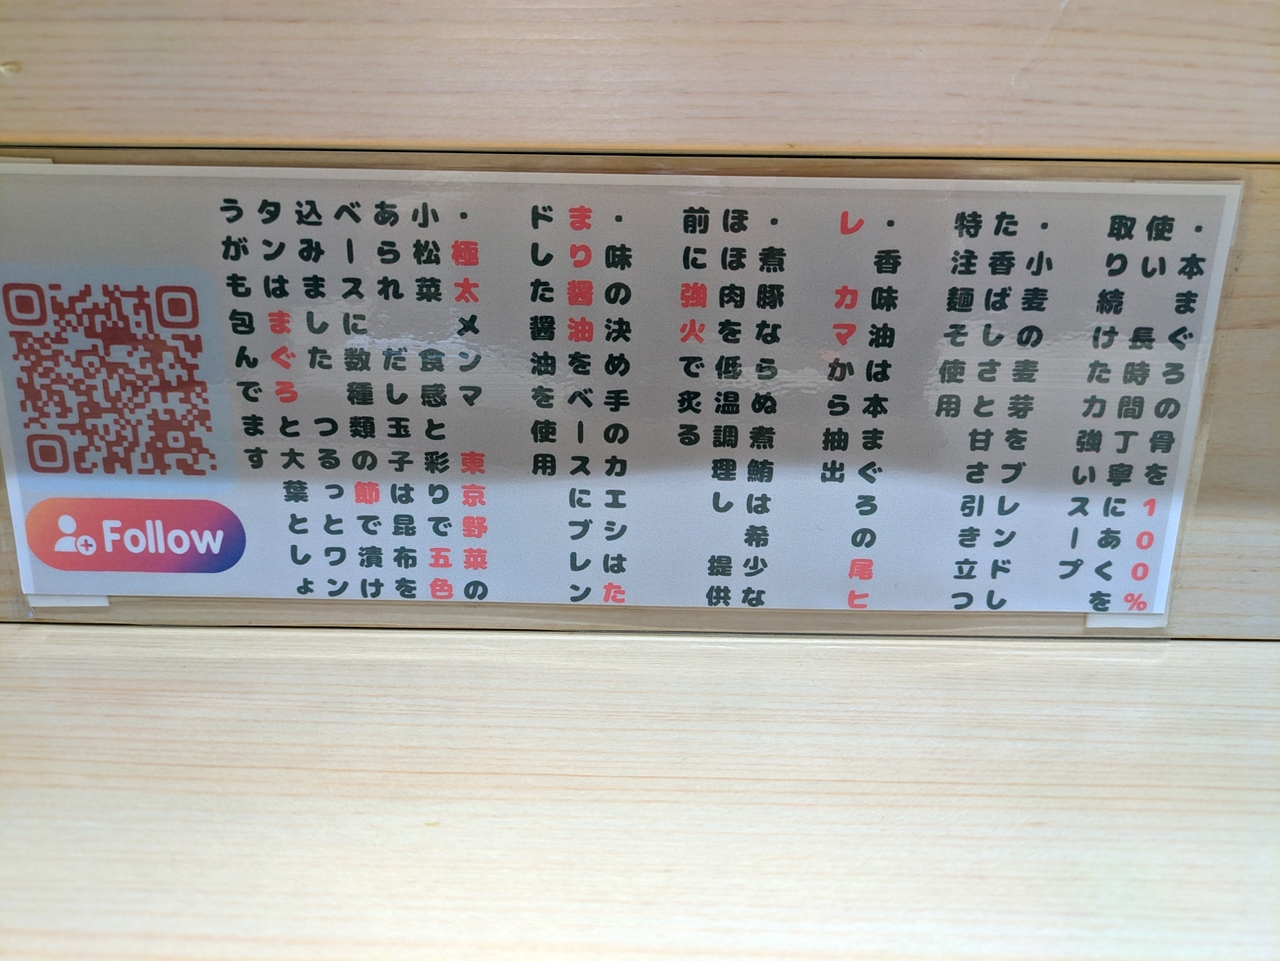 ・本まぐろの骨を100%
使い 長時間丁寧にあくを
取り続けた力強いスープ
・小麦の麦芽をブレンドし
た香ばしさと甘さ引き立つ
特注麺そ使用
・香味油は本まぐろの尾ヒ
レ カマから抽出
・煮豚ならぬ煮鮪は希少な
ほほ肉を低温調理し 提供
前に強火で炙る
・味の決め手のカエシはた
まり醤油をベースにブレン
ドした醤油を使用
・極太メンマ 東京野菜の
小松菜 食感と彩りで五色
あられ だし玉子は昆布を
ベースに 数種類の節で漬け
込みました つるっとワン
タンはまぐろと大葉としょ
うがも包んでます
Follow